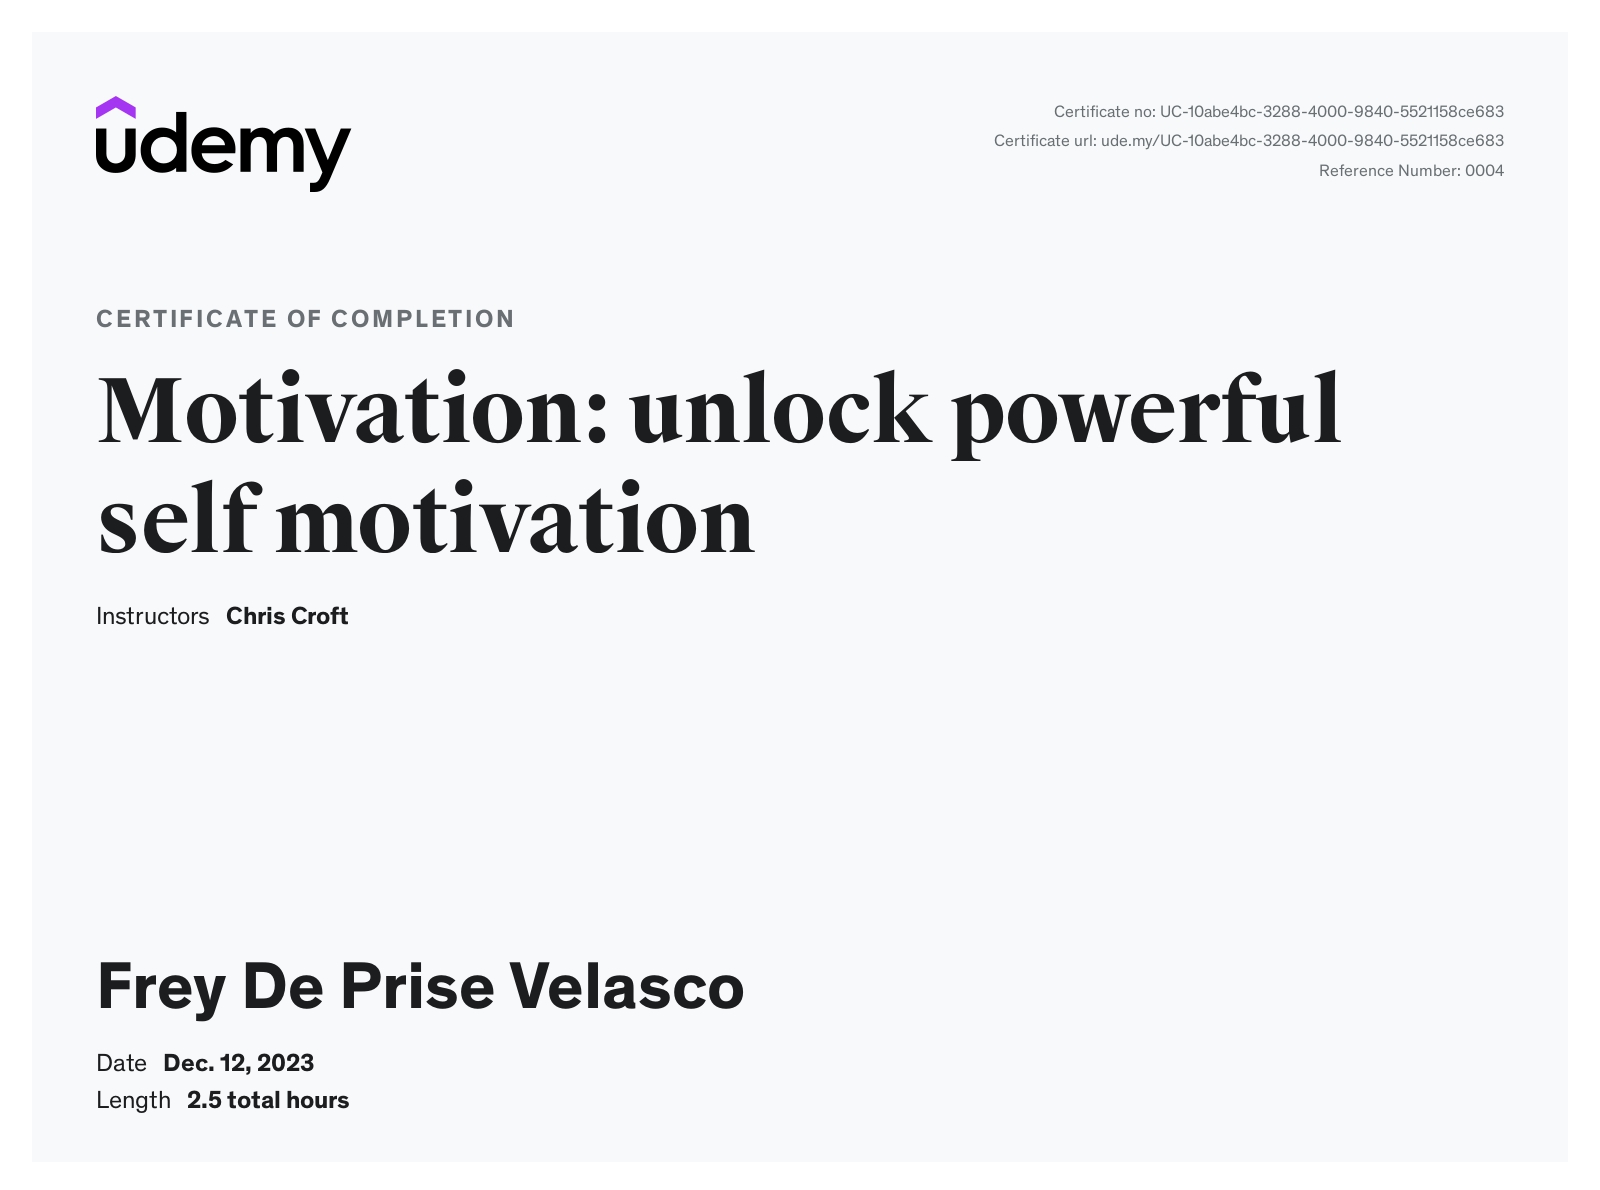 udemy
Certificate no: UC-10abe4bc-3288-4000-9840-5521158ce683
Certificate url: ude.my/UC-10abe4bc-3288-4000-9840-5521158ce683
Reference Number: 0004
CERTIFICATE OF COMPLETION
Motivation: unlock powerful
self motivation
Instructors Chris Croft
Frey De Prise Velasco
Date Dec. 12, 2023
Length 2.5 total hours